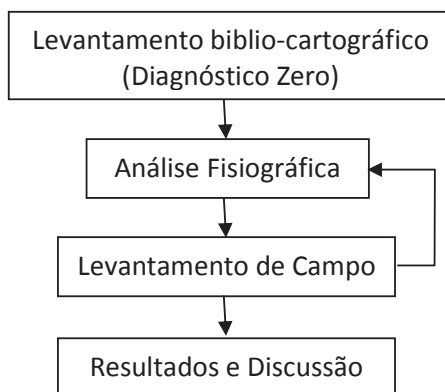 Levantamento biblio-cartográfico
(Diagnóstico Zero)
Análise Fisiográfica
Levantamento de Campo
Resultados e Discussão